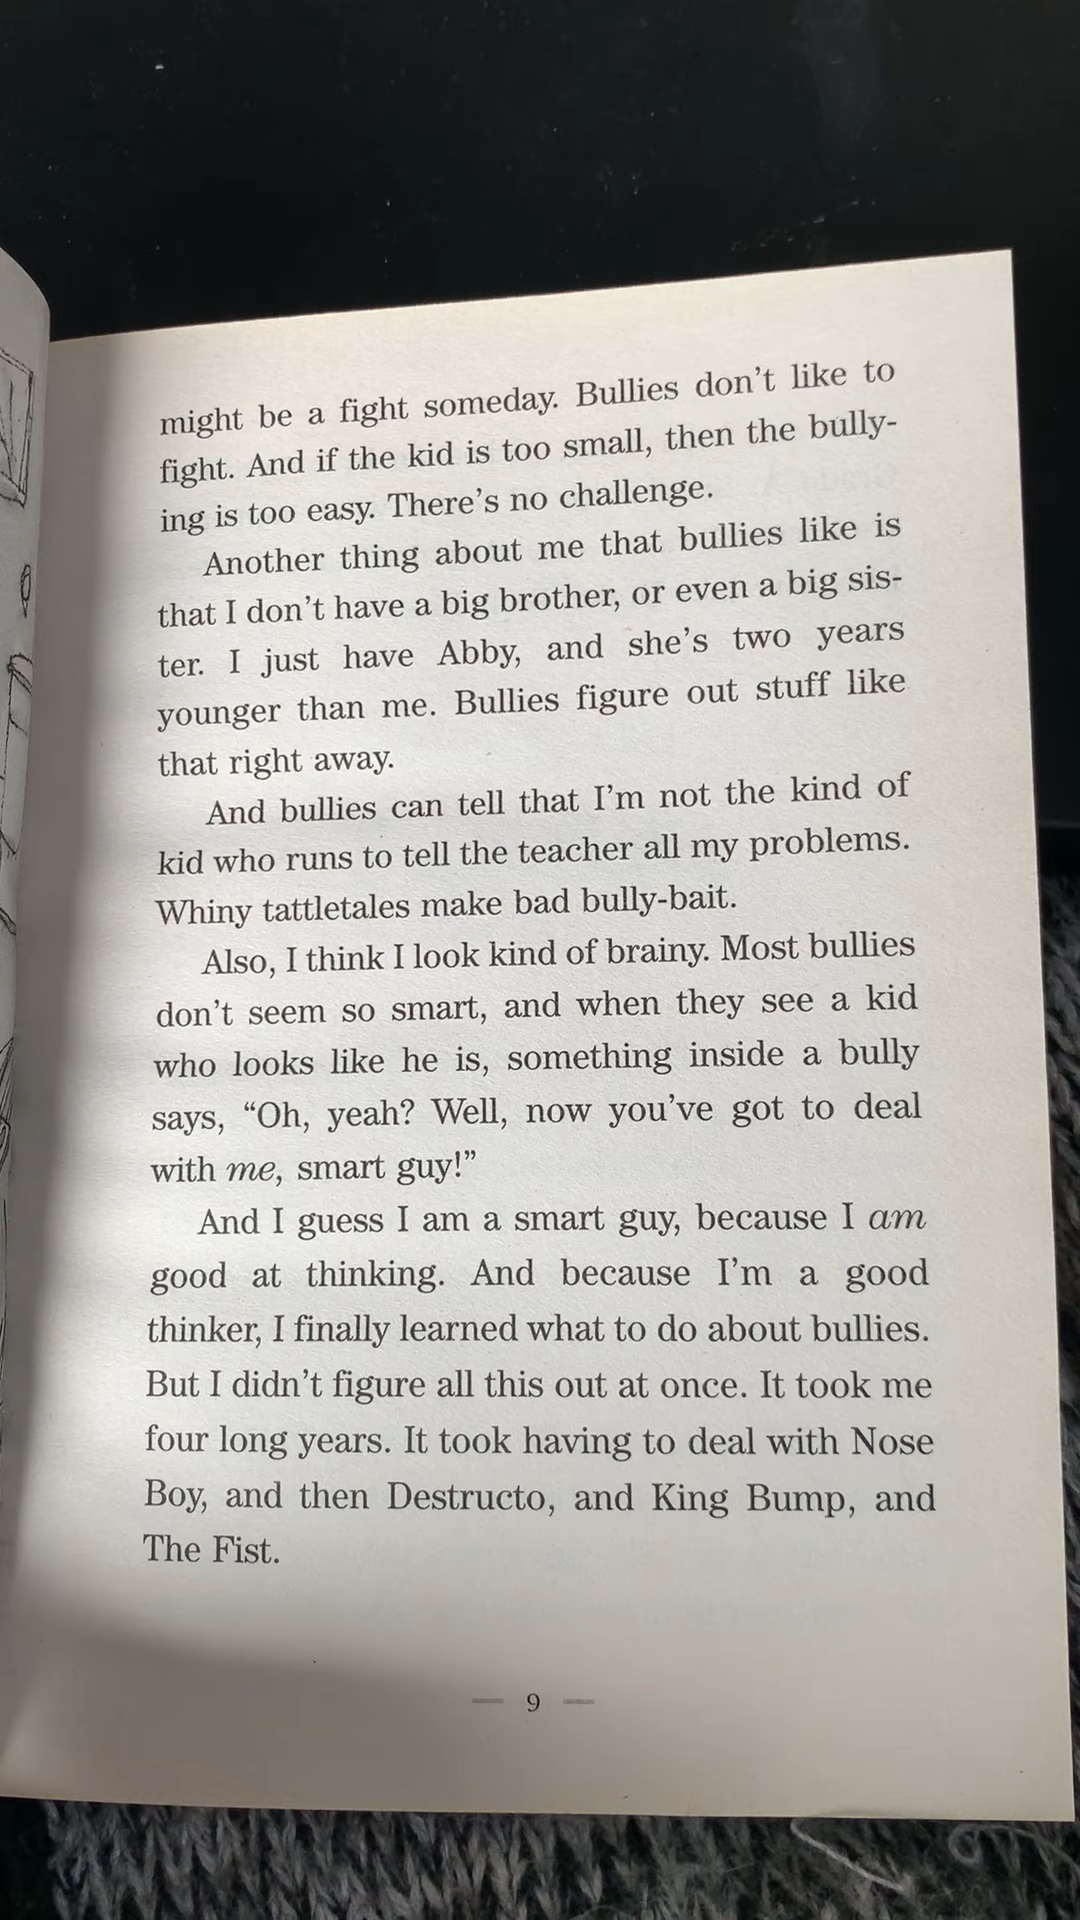 might be a fight someday. Bullies don’t like to
fight. And if the kid is too small, then the bully-
ing is too easy. There’s no challenge.
Another thing about me that bullies like is
that I don’t have a big brother, or even a big sis-
ter. I just have Abby, and she’s two years
younger than me. Bullies figure out stuff like
that right away.
And bullies can tell that I’m not the kind of
kid who runs to tell the teacher all my problems.
Whiny tattletales make bad bully-bait.
Also, I think I look kind of brainy. Most bullies
don’t seem so smart, and when they see a kid
who looks like he is, something inside a bully
says, “Oh, yeah? Well, now you’ve got to deal
with me, smart guy!”
And I guess I am a smart guy, because I am
good at thinking. And because I’m a good
thinker, I finally learned what to do about bullies.
But I didn’t figure all this out at once. It took me
four long years. It took having to deal with Nose
Boy, and then Destructo, and King Bump, and
The Fist.
— 9 —